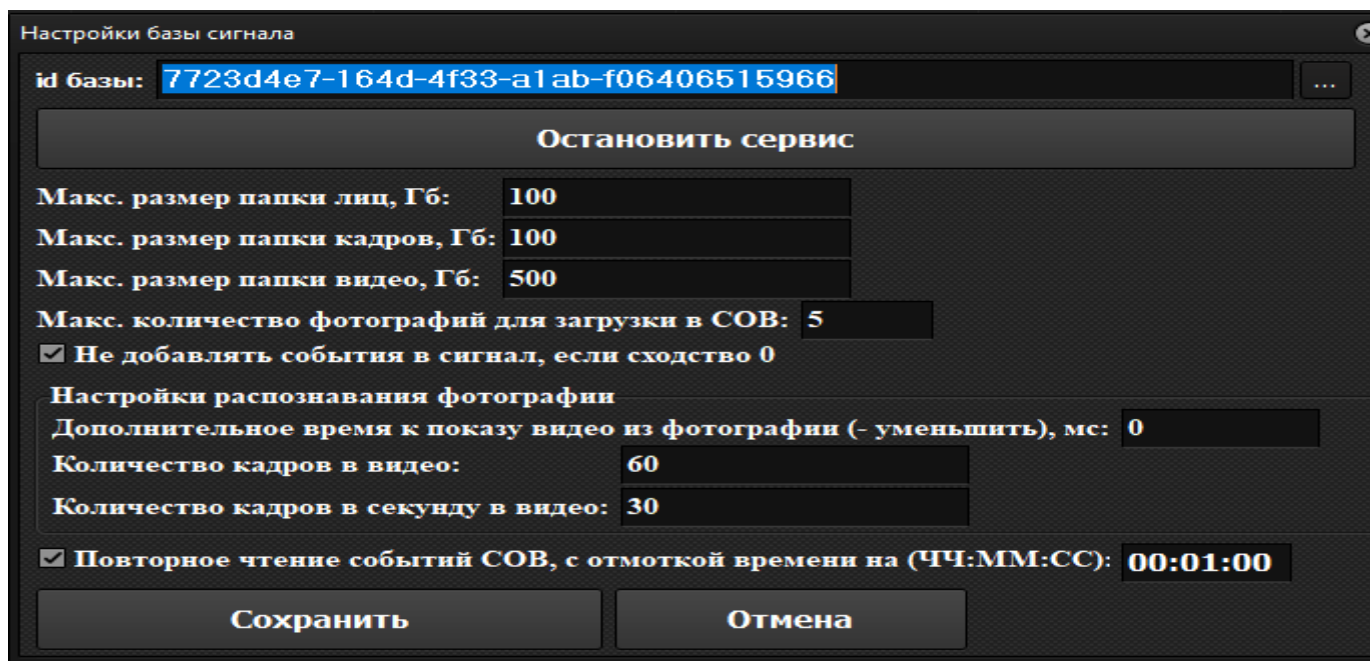 Настройки базы сигнала
id базы: 7723d4e7-164d-4f33-a1ab-f06406515966 ...
Остановить сервис
Макс. размер папки лиц, Гб: 100
Макс. размер папки кадров, Гб: 100
Макс. размер папки видео, Гб: 500
Макс. количество фотографий для загрузки в СОВ: 5
Не добавлять события в сигнал, если сходство 0
Настройки распознавания фотографии
Дополнительное время к показу видео из фотографии (- уменьшить), мс: 0
Количество кадров в видео: 60
Количество кадров в секунду в видео: 30
Повторное чтение событий СОВ, с отмоткой времени на (ЧЧ:ММ:СС): 00:01:00
Сохранить Отмена